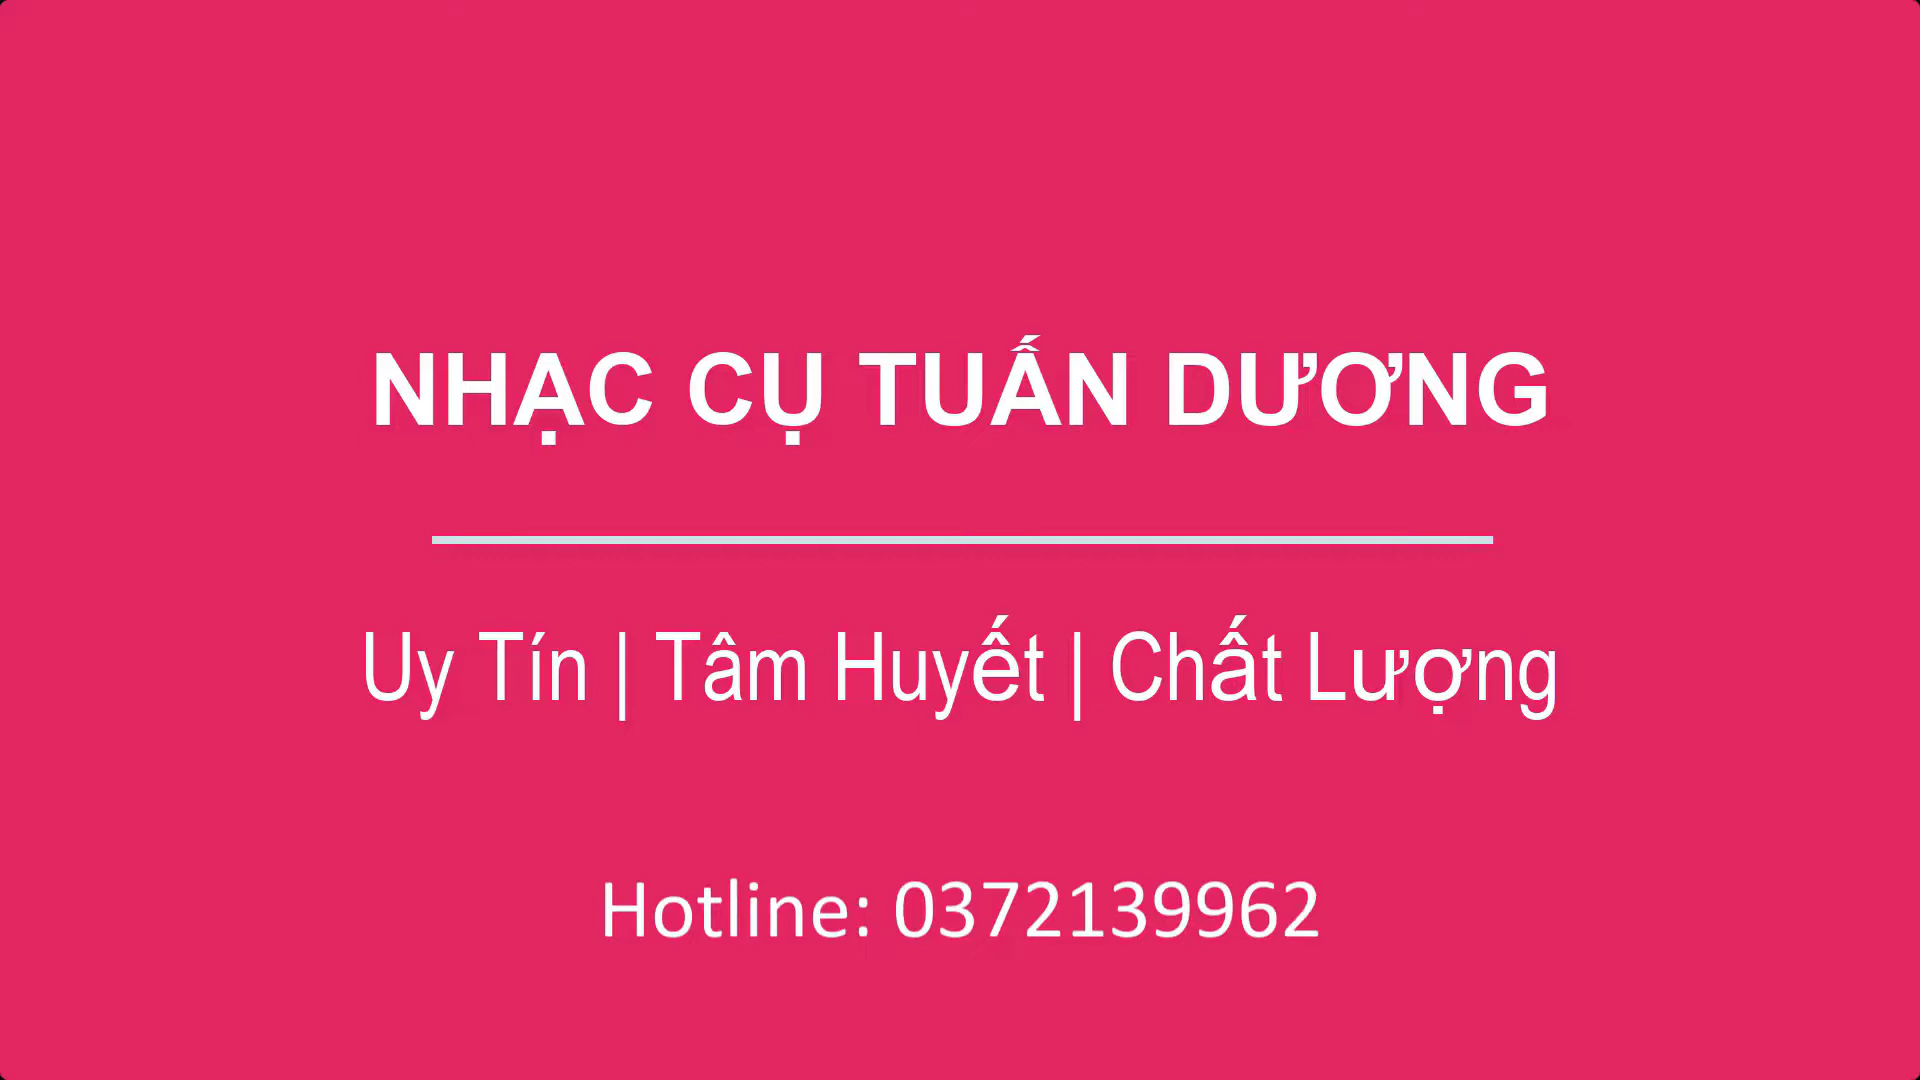 NHẠC CỤ TUẤN DƯƠNG
Uy Tín | Tâm Huyết | Chất Lượng
Hotline: 0372139962